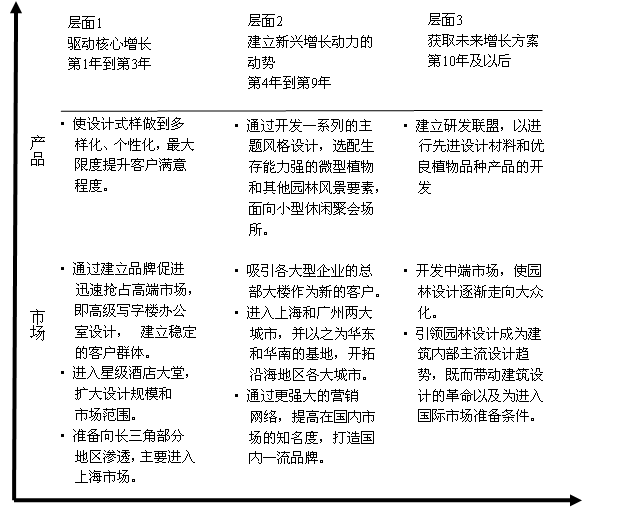 层面1
驱动核心增长
第1年到第3年
层面2
建立新兴增长动力的
动势
第4年到第9年
层面3
获取未来增长方案
第10年及以后
产品
· 使设计式样做到多
样化、个性化，最大
限度提升客户满意
程度。
· 通过开发一系列的主
题风格设计，选配生
存能力强的微型植物
和其他园林风景要素，
面向小型休闲聚会场
所。
· 建立研发联盟，以进
行先进设计材料和优
良植物品种产品的开
发
市场
· 通过建立品牌促进
迅速抢占高端市场，
即高级写字楼办公
室设计， 建立稳定
的客户群体。
· 进入星级酒店大堂，
扩大设计规模和
市场范围。
· 准备向长三角部分
地区渗透，主要进入
上海市场。
· 吸引各大型企业的总
部大楼作为新的客户。
· 进入上海和广州两大
城市，并以之为华东
和华南的基地，开拓
沿海地区各大城市。
· 通过更强大的营销
网络，提高在国内市
场的知名度，打造国
内一流品牌。
· 开发中端市场，使园
林设计逐渐走向大众
化。
· 引领园林设计成为建
筑内部主流设计趋
势，既而带动建筑设
计的革命以及为进入
国际市场准备条件。